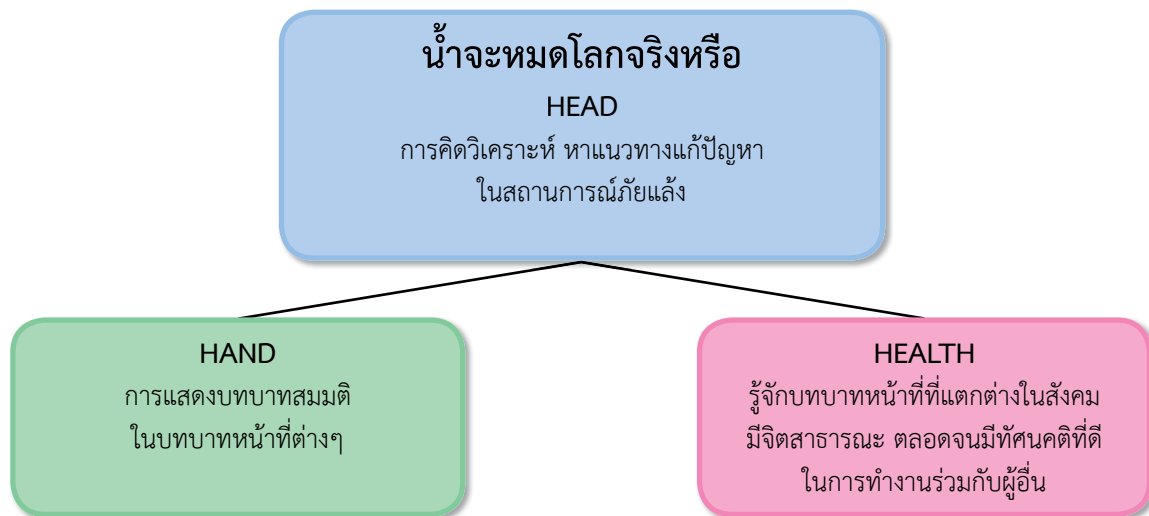 น้ำจะหมดโลกจริงหรือ
HEAD
การคิดวิเคราะห์ หาแนวทางแก้ปัญหา
ในสถานการณ์ภัยแล้ง
HAND
การแสดงบทบาทสมมติ
ในบทบาทหน้าที่ต่างๆ
HEALTH
รู้จักบทบาทหน้าที่ที่แตกต่างในสังคม
มีจิตสาธารณะ ตลอดจนมีทัศนคติที่ดี
ในการทำงานร่วมกับผู้อื่น